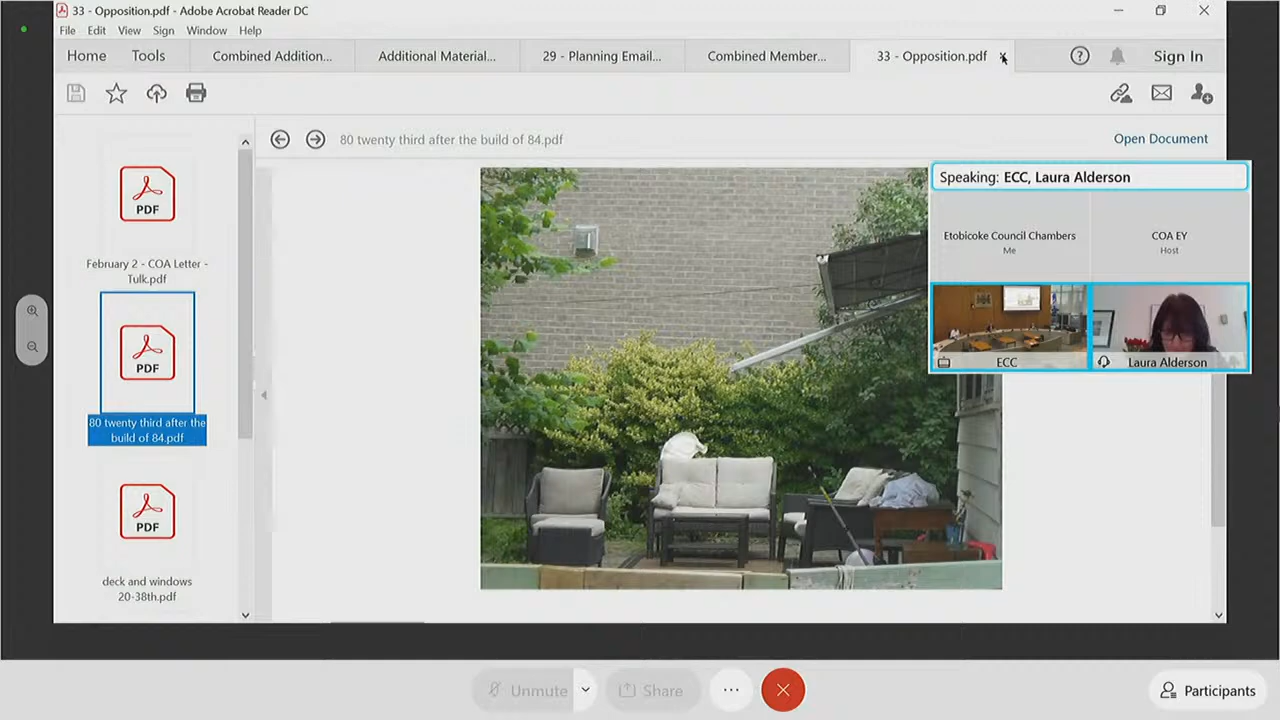 33 - Opposition.pdf - Adobe Acrobat Reader DC
File Edit View Sign Window Help
Home Tools Combined Addition... Additional Material... 29 - Planning Email... Combined Member... 33 - Opposition.pdf Sign In
80 twenty third after the build of 84.pdf Open Document
PDF
February 2 - COA Letter -
Tulk.pdf
PDF
80 twenty third after the
build of 84.pdf
PDF
deck and windows
20-38th.pdf
Speaking: ECC, Laura Alderson
Etobicoke Council Chambers
Me
COA EY
Host
ECC
Laura Alderson
Unmute
Share
Participants